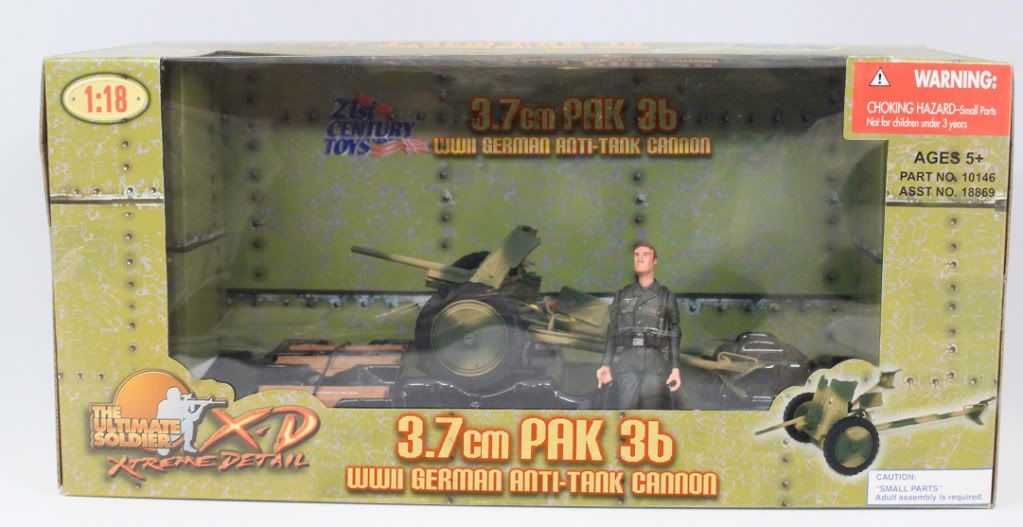 1:18
21st
CENTURY
TOYS
3.7cm PAK 36
WWII GERMAN ANTI-TANK CANNON
WARNING:
CHOKING HAZARD-Small Parts
Not for children under 3 years
AGES 5+
PART NO. 10146
ASST NO. 18869
THE
ULTIMATE
SOLDIER
X-D
XTREME DETAIL
3.7cm PAK 36
WWII GERMAN ANTI-TANK CANNON
CAUTION:
"SMALL PARTS"
Adult assembly is required.